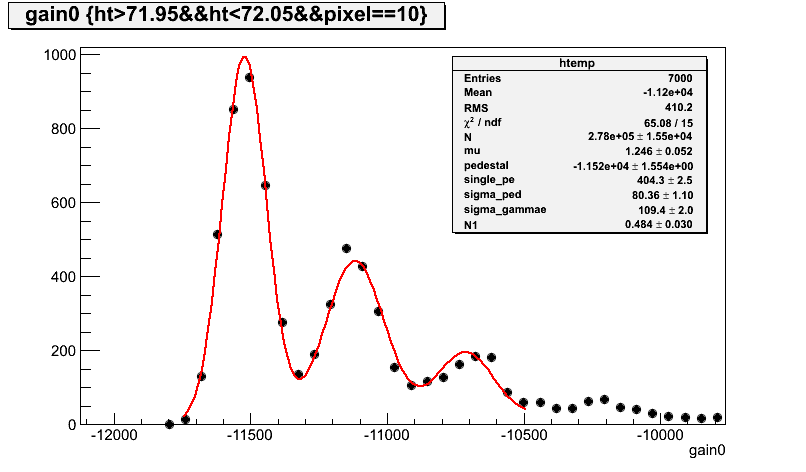 gain0 {ht>71.95&&ht<72.05&&pixel==10}
htemp
Entries 7000
Mean -1.12e+04
RMS 410.2
χ² / ndf 65.08 / 15
N 2.78e+05 ± 1.55e+04
mu 1.246 ± 0.052
pedestal -1.152e+04 ± 1.554e+00
single_pe 404.3 ± 2.5
sigma_ped 80.36 ± 1.10
sigma_gammae 109.4 ± 2.0
N1 0.484 ± 0.030
1000
800
600
400
200
0
-12000 -11500 -11000 -10500 -10000
gain0